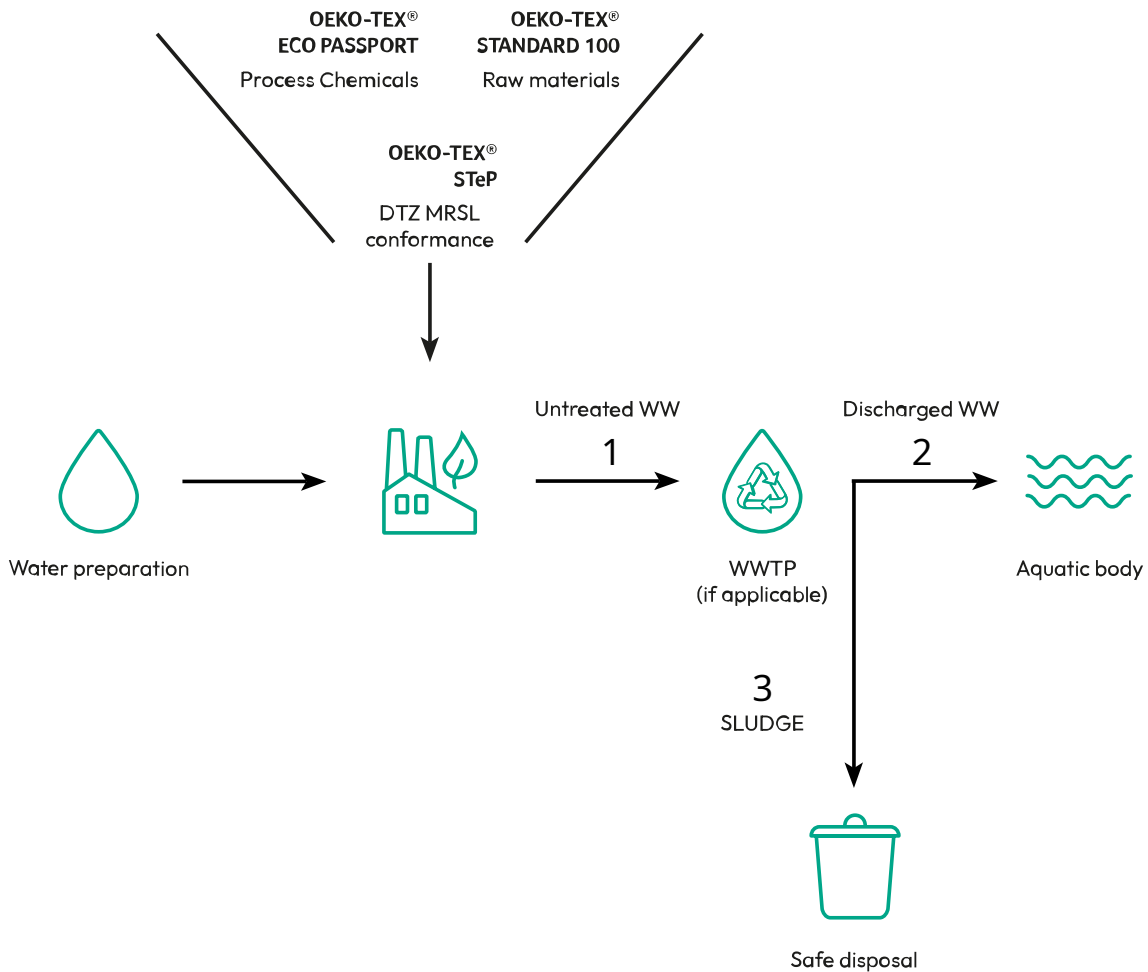 OEKO-TEX®
ECO PASSPORT
Process Chemicals
OEKO-TEX®
STANDARD 100
Raw materials
OEKO-TEX®
STeP
DTZ MRSL
conformance
Untreated WW
1
Discharged WW
2
Water preparation
WWTP
(if applicable)
Aquatic body
3
SLUDGE
Safe disposal